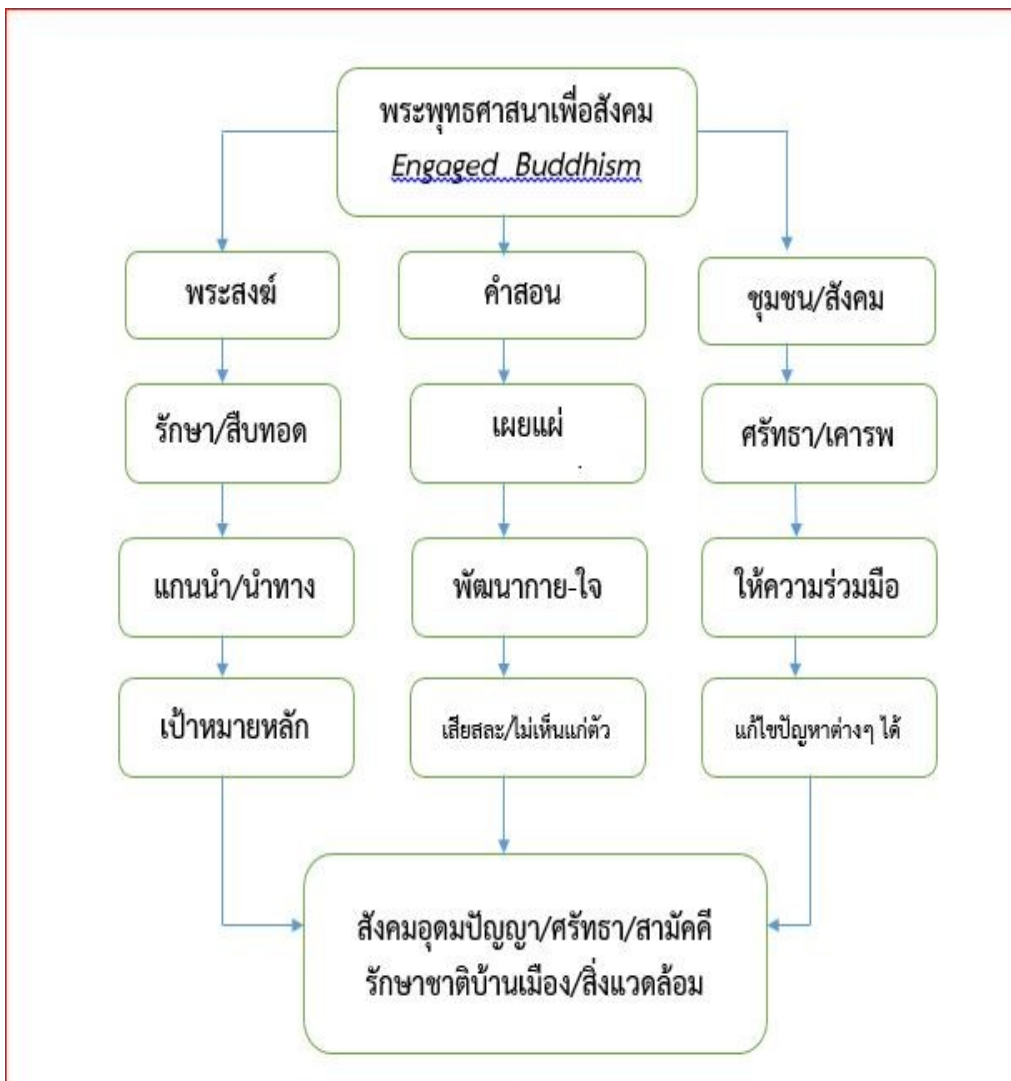 พระพุทธศาสนาเพื่อสังคม
Engaged Buddhism
พระสงฆ์
คำสอน
ชุมชน/สังคม
รักษา/สืบทอด
เผยแผ่
ศรัทธา/เคารพ
แกนนำ/นำทาง
พัฒนากาย-ใจ
ให้ความร่วมมือ
เป้าหมายหลัก
เสียสละ/ไม่เห็นแก่ตัว
แก้ไขปัญหาต่างๆ ได้
สังคมอุดมปัญญา/ศรัทธา/สามัคคี
รักษาชาติบ้านเมือง/สิ่งแวดล้อม